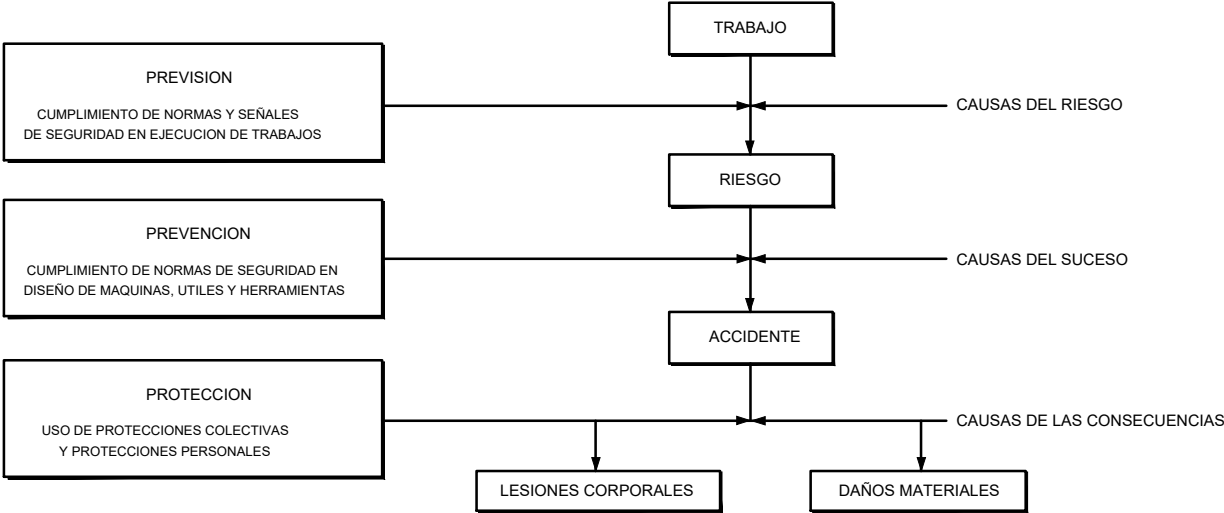 TRABAJO
PREVISION
CUMPLIMIENTO DE NORMAS Y SEÑALES
DE SEGURIDAD EN EJECUCION DE TRABAJOS
CAUSAS DEL RIESGO
RIESGO
PREVENCION
CUMPLIMIENTO DE NORMAS DE SEGURIDAD EN
DISEÑO DE MAQUINAS, UTILES Y HERRAMIENTAS
CAUSAS DEL SUCESO
ACCIDENTE
PROTECCION
USO DE PROTECCIONES COLECTIVAS
Y PROTECCIONES PERSONALES
CAUSAS DE LAS CONSECUENCIAS
LESIONES CORPORALES
DAÑOS MATERIALES